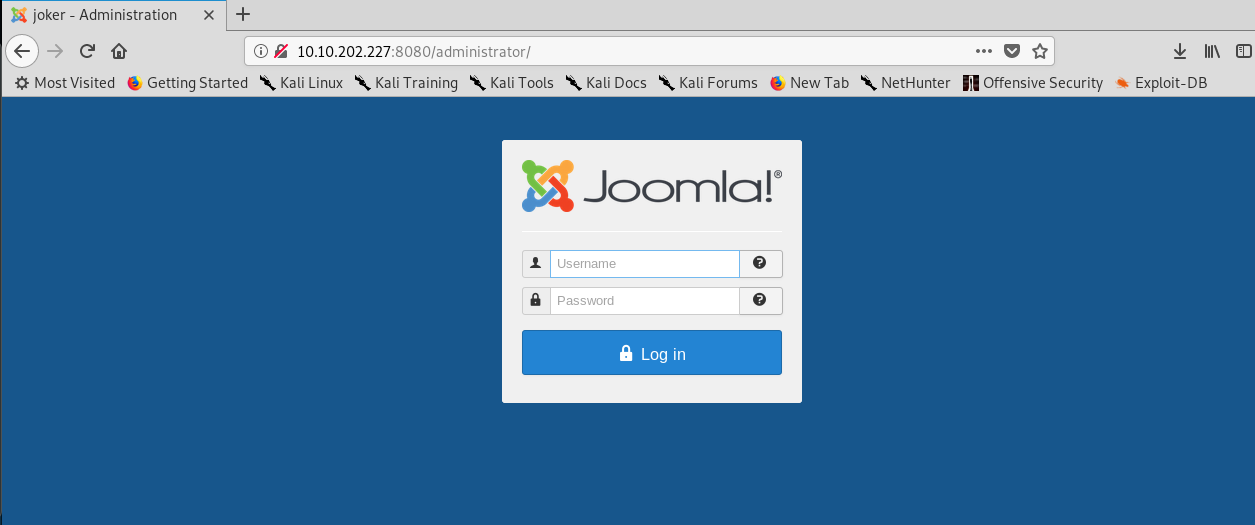 joker - Administration
10.10.202.227:8080/administrator/
Most Visited Getting Started Kali Linux Kali Training Kali Tools Kali Docs Kali Forums New Tab NetHunter Offensive Security Exploit-DB
Joomla!®
Username
Password
Log in